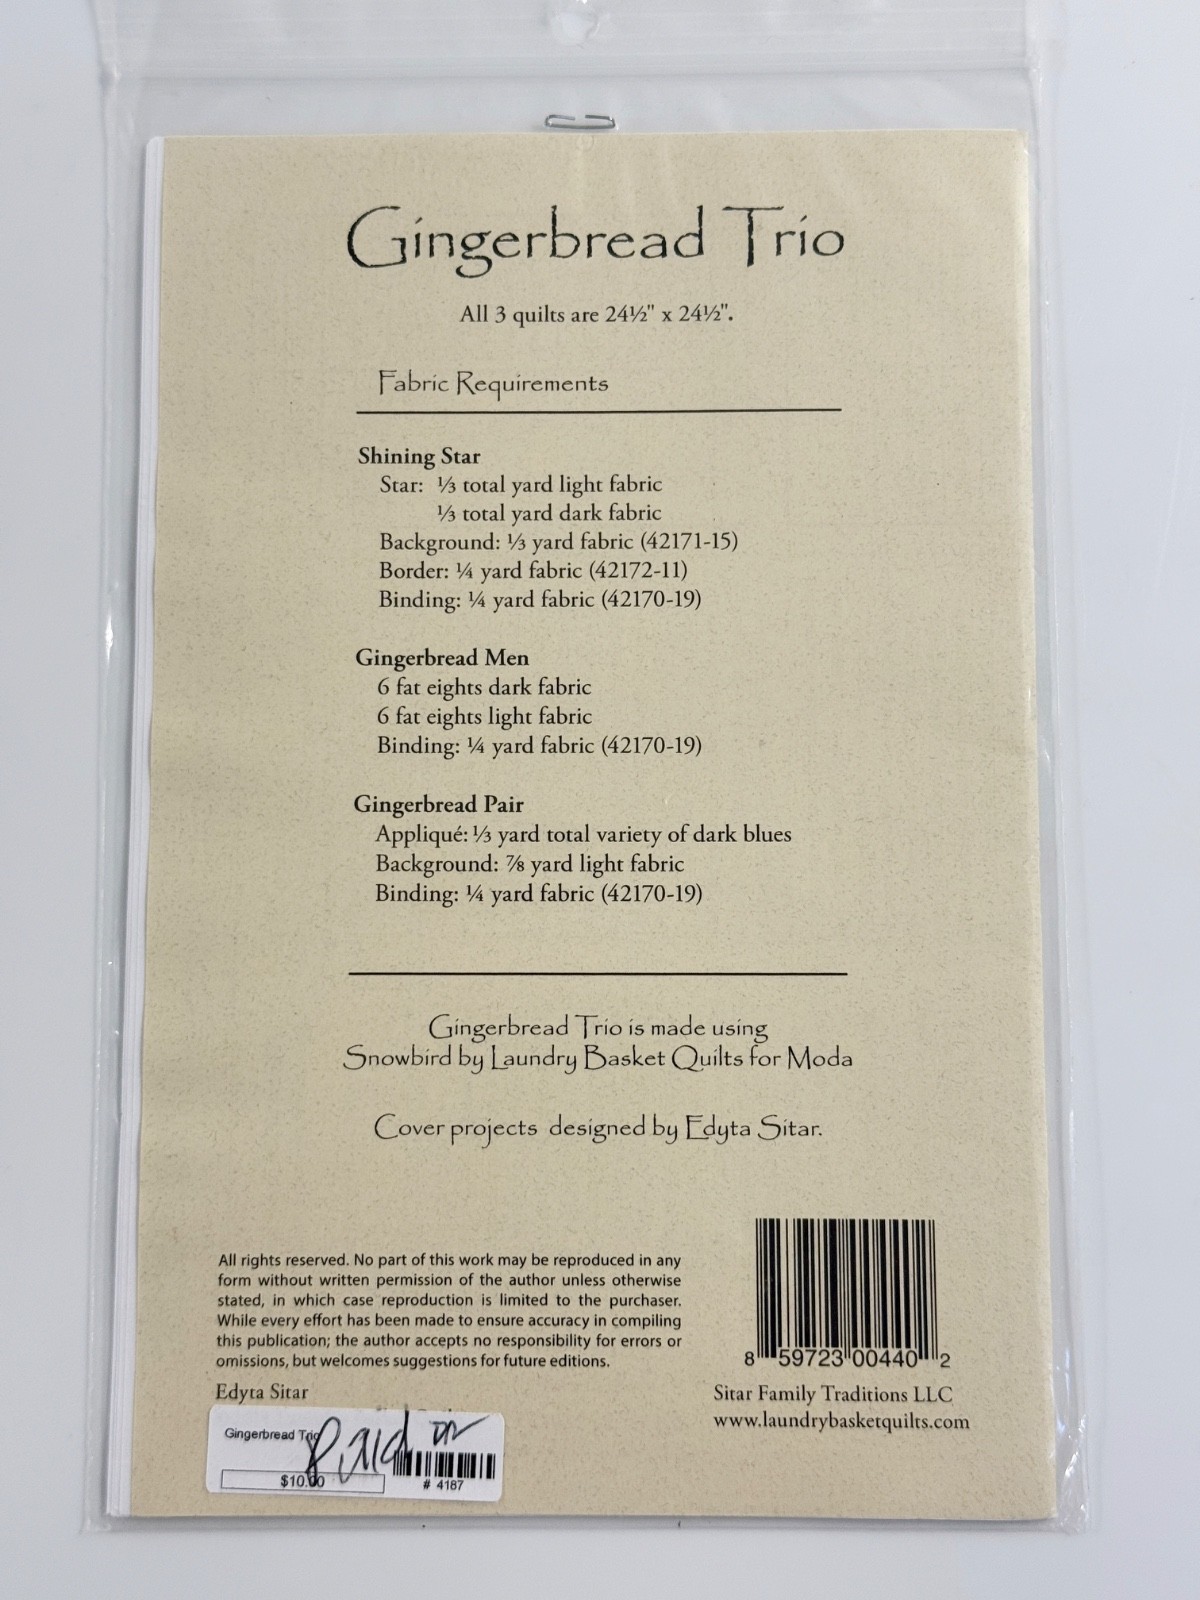 Gingerbread Trio
All 3 quilts are 24½" x 24½".
Fabric Requirements
Shining Star
Star: ⅓ total yard light fabric
⅓ total yard dark fabric
Background: ⅓ yard fabric (42171-15)
Border: ¼ yard fabric (42172-11)
Binding: ¼ yard fabric (42170-19)
Gingerbread Men
6 fat eights dark fabric
6 fat eights light fabric
Binding: ¼ yard fabric (42170-19)
Gingerbread Pair
Appliqué: ⅓ yard total variety of dark blues
Background: ⅞ yard light fabric
Binding: ¼ yard fabric (42170-19)
Gingerbread Trio is made using
Snowbird by Laundry Basket Quilts for Moda
Cover projects designed by Edyta Sitar.
All rights reserved. No part of this work may be reproduced in any
form without written permission of the author unless otherwise
stated, in which case reproduction is limited to the purchaser.
While every effort has been made to ensure accuracy in compiling
this publication; the author accepts no responsibility for errors or
omissions, but welcomes suggestions for future editions.
Edyta Sitar
8 59723 00440 2
Sitar Family Traditions LLC
www.laundrybasketquilts.com
Gingerbread Trio
$10.00
# 4187